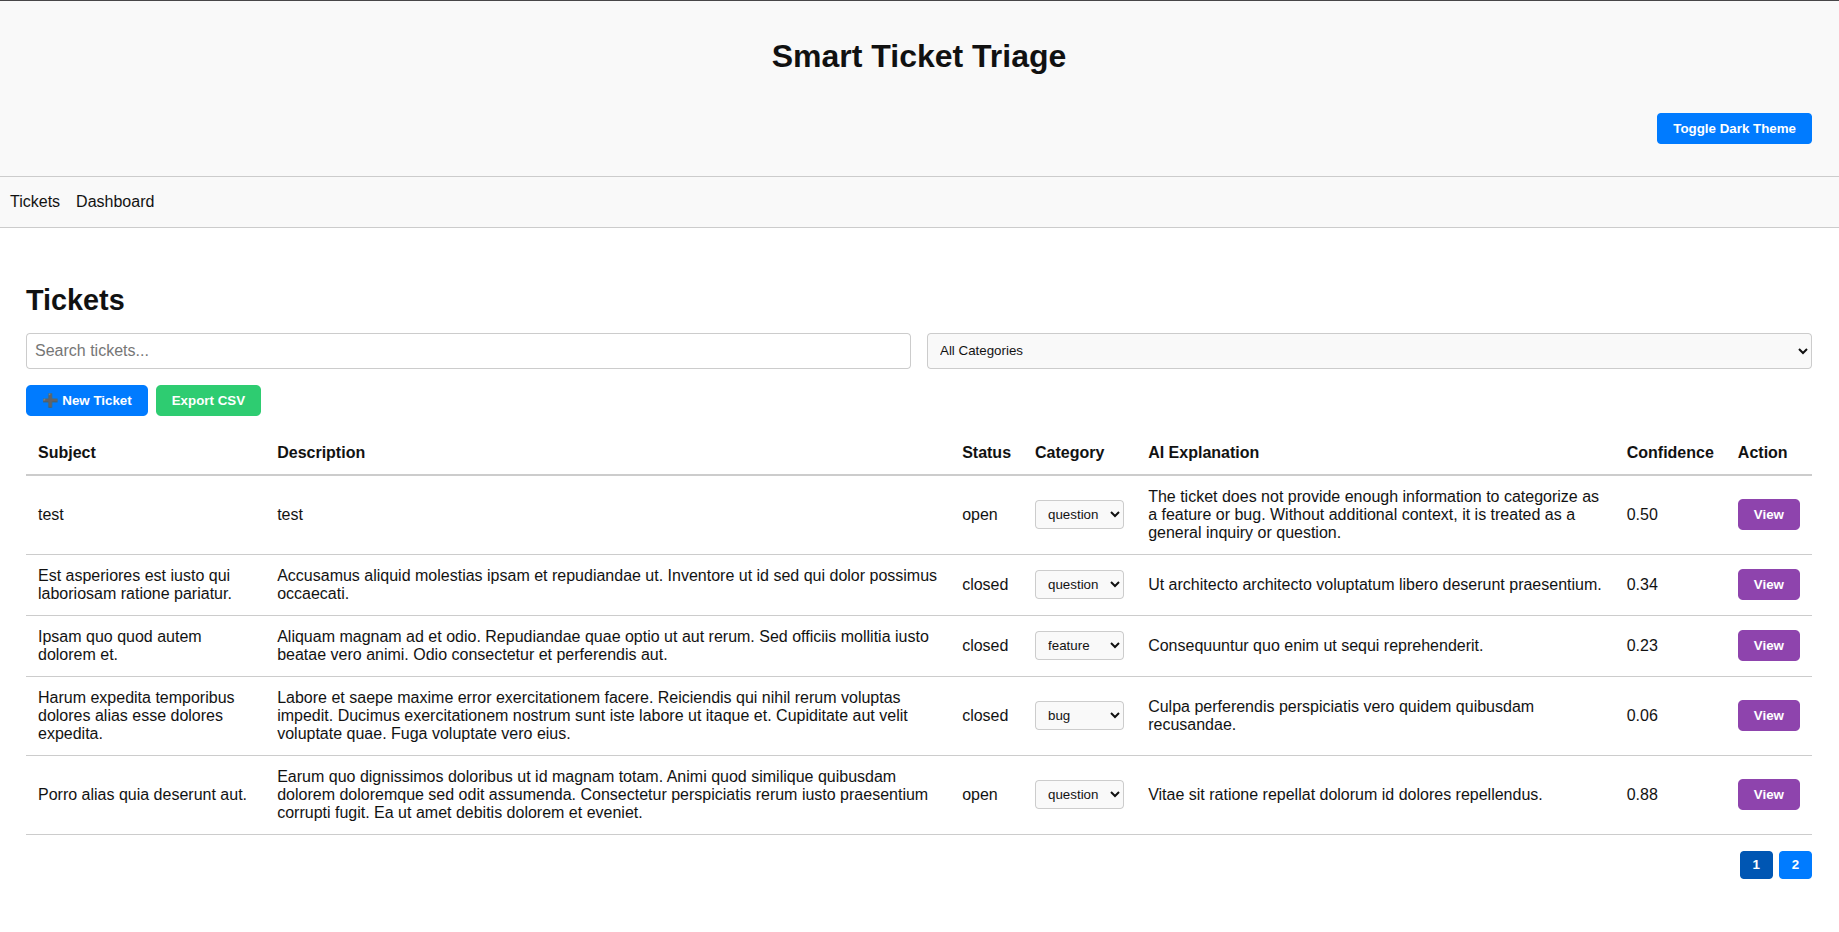 Smart Ticket Triage
Toggle Dark Theme
Tickets Dashboard
Tickets
Search tickets...
All Categories
➕ New Ticket
Export CSV
Subject Description Status Category AI Explanation Confidence Action
test
test
open
question
The ticket does not provide enough information to categorize as
a feature or bug. Without additional context, it is treated as a
general inquiry or question.
0.50
View
Est asperiores est iusto qui
laboriosam ratione pariatur.
Accusamus aliquid molestias ipsam et repudiandae ut. Inventore ut id sed qui dolor possimus
occaecati.
closed
question
Ut architecto architecto voluptatum libero deserunt praesentium.
0.34
View
Ipsam quo quod autem
dolorem et.
Aliquam magnam ad et odio. Repudiandae quae optio ut aut rerum. Sed officiis mollitia iusto
beatae vero animi. Odio consectetur et perferendis aut.
closed
feature
Consequuntur quo enim ut sequi reprehenderit.
0.23
View
Harum expedita temporibus
dolores alias esse dolores
expedita.
Labore et saepe maxime error exercitationem facere. Reiciendis qui nihil rerum voluptas
impedit. Ducimus exercitationem nostrum sunt iste labore ut itaque et. Cupiditate aut velit
voluptate quae. Fuga voluptate vero eius.
closed
bug
Culpa perferendis perspiciatis vero quidem quibusdam
recusandae.
0.06
View
Porro alias quia deserunt aut.
Earum quo dignissimos doloribus ut id magnam totam. Animi quod similique quibusdam
dolorem doloremque sed odit assumenda. Consectetur perspiciatis rerum iusto praesentium
corrupti fugit. Ea ut amet debitis dolorem et eveniet.
open
question
Vitae sit ratione repellat dolorum id dolores repellendus.
0.88
View
1 2